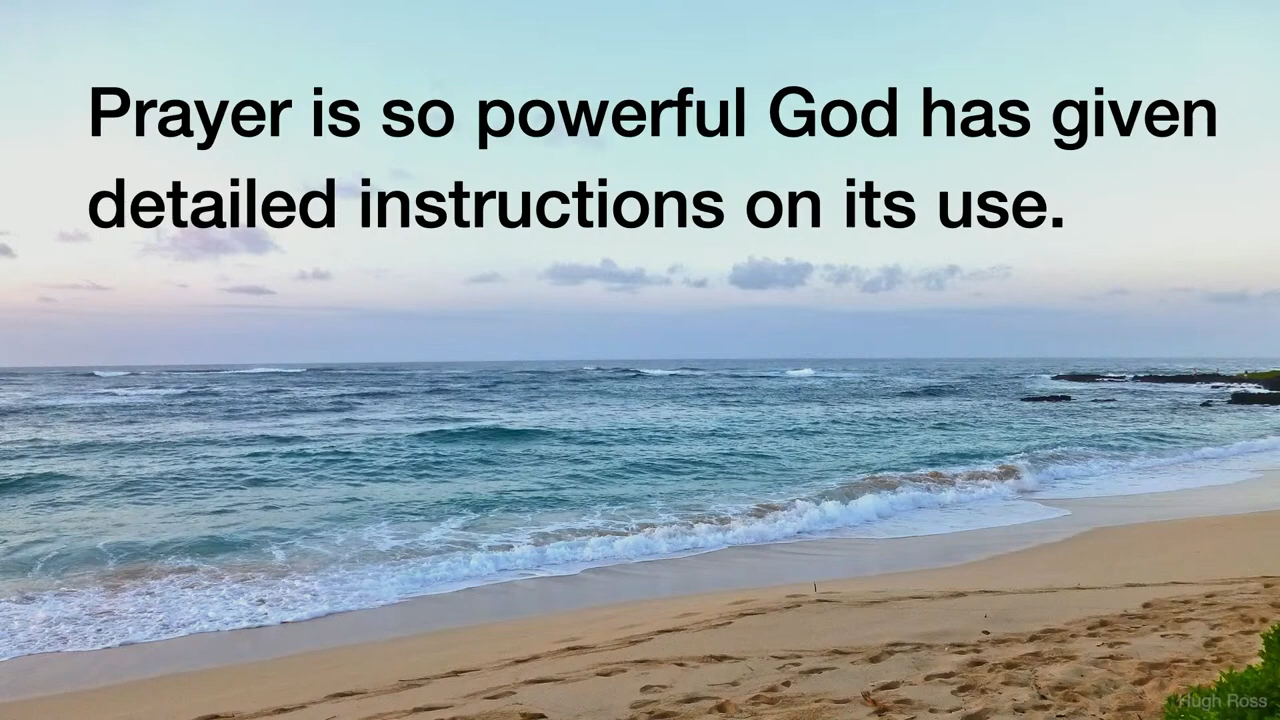 Prayer is so powerful God has given
detailed instructions on its use.
Hugh Ross